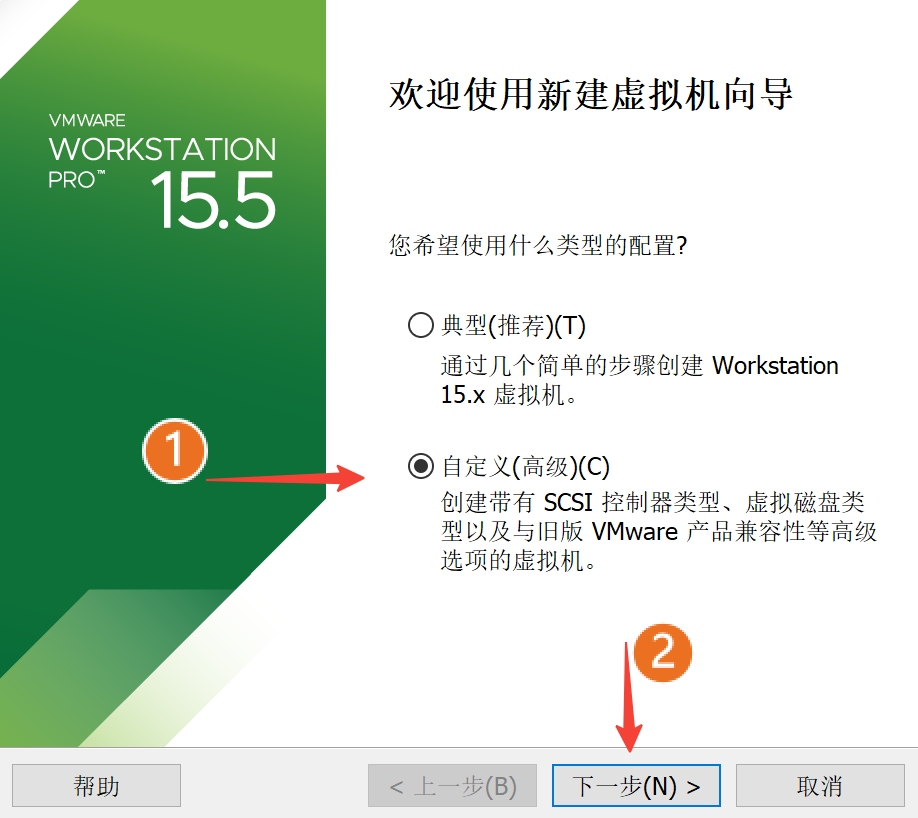 VMWARE
WORKSTATION
PRO™
15.5
欢迎使用新建虚拟机向导
您希望使用什么类型的配置?
典型(推荐)(T)
通过几个简单的步骤创建 Workstation
15.x 虚拟机。
1
自定义(高级)(C)
创建带有 SCSI 控制器类型、虚拟磁盘类
型以及与旧版 VMware 产品兼容性等高级
选项的虚拟机。
2
帮助
< 上一步(B)
下一步(N) >
取消